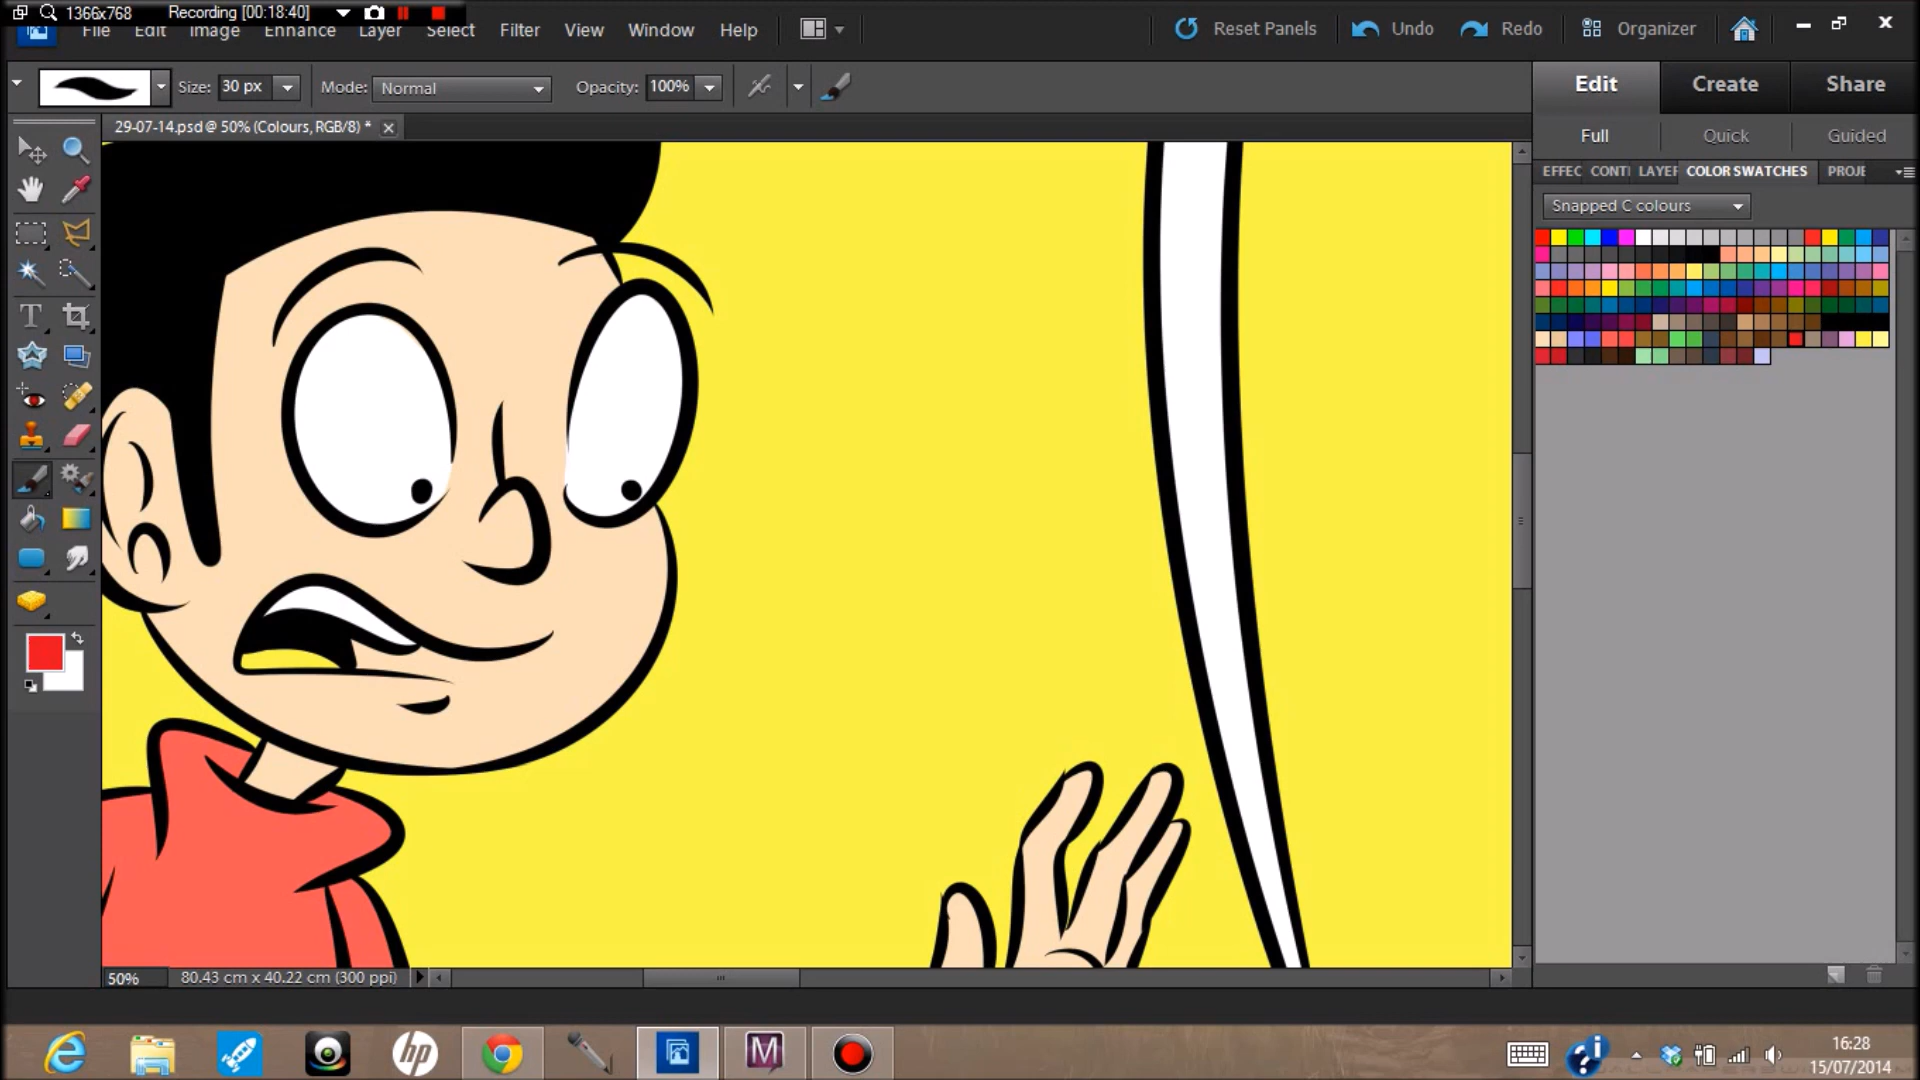 1366x768 Recording [00:18:40]
File Edit Image Enhance Layer Select Filter View Window Help Reset Panels Undo Redo Organizer
Size: 30 px Mode: Normal Opacity: 100%
Edit Create Share
29-07-14.psd @ 50% (Colours, RGB/8) *
Full Quick Guided
EFFEC CONTI LAYEF COLOR SWATCHES PROJE
Snapped C colours
T
50% 80.43 cm x 40.22 cm (300 ppi)
hp M
16:28
15/07/2014